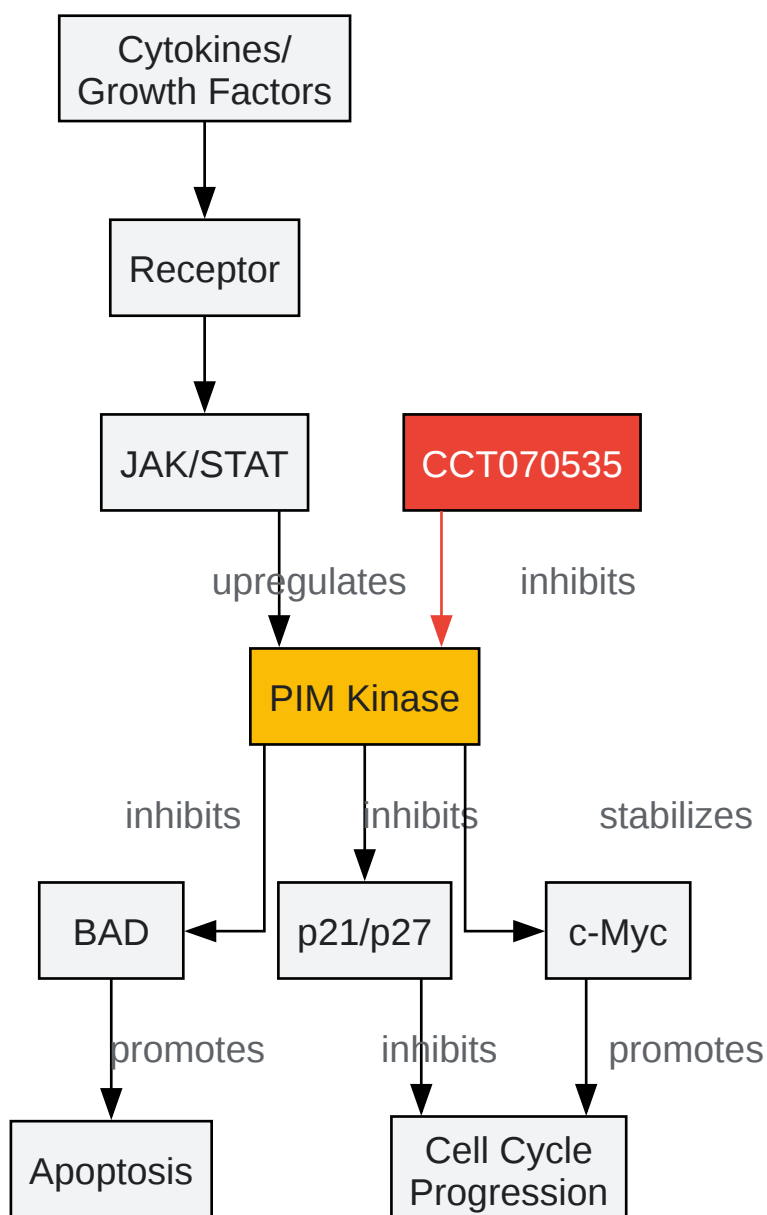 Cytokines/
Growth Factors
Receptor
JAK/STAT
CCT070535
upregulates
inhibits
PIM Kinase
inhibits
inhibits
stabilizes
BAD
p21/p27
c-Myc
promotes
inhibits
promotes
Apoptosis
Cell Cycle
Progression